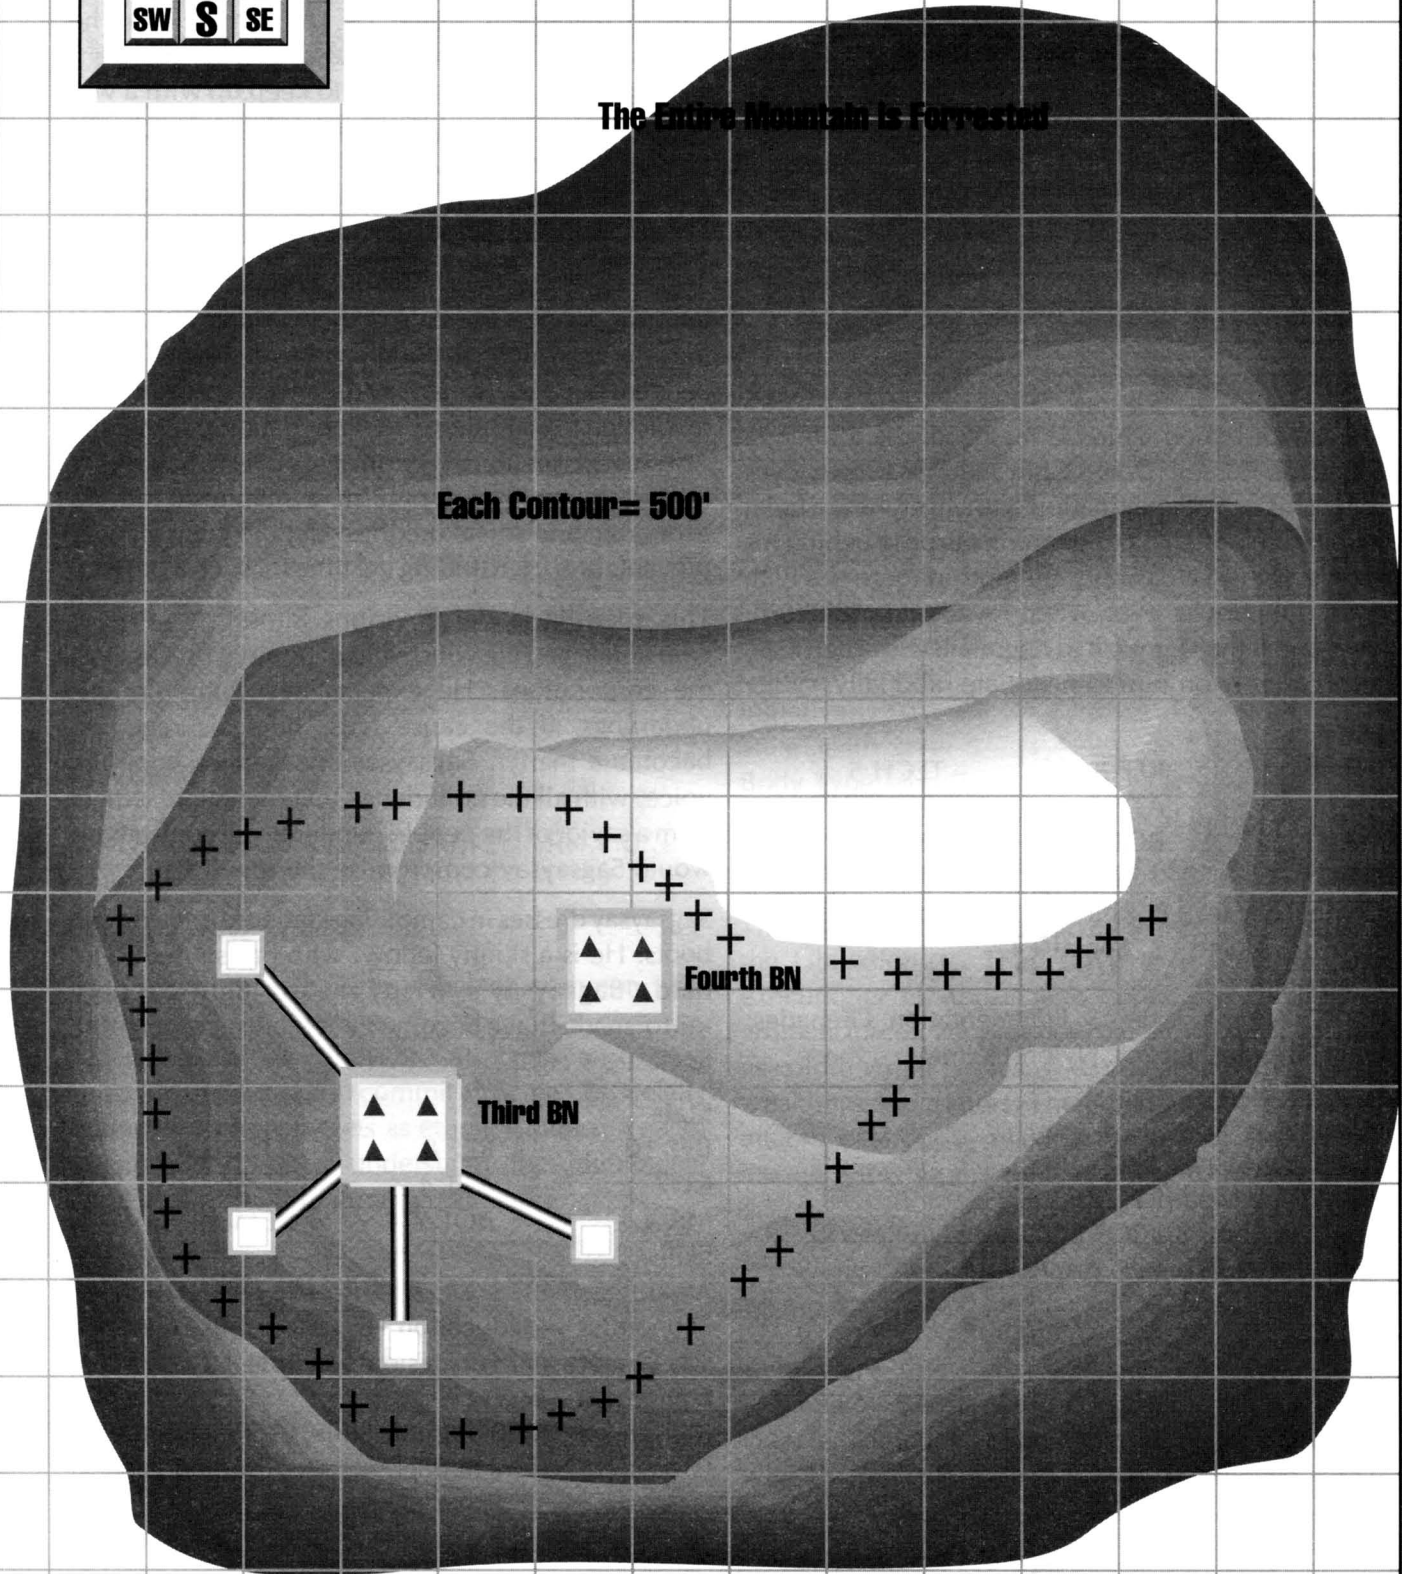 SW S SE
The Entire Mountain is Forrested
Each Contour= 500'
Fourth BN
Third BN